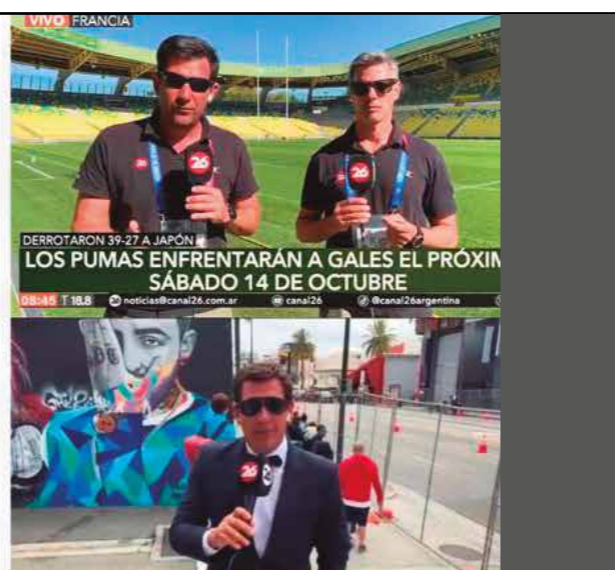 VIVO FRANCIA
26
26
DERROTARON 39-27 A JAPÓN
LOS PUMAS ENFRENTARÁN A GALES EL PRÓXIM
SÁBADO 14 DE OCTUBRE
08:45 T 18.8 noticias@canal26.com.ar canal26 @canal26argentina
26